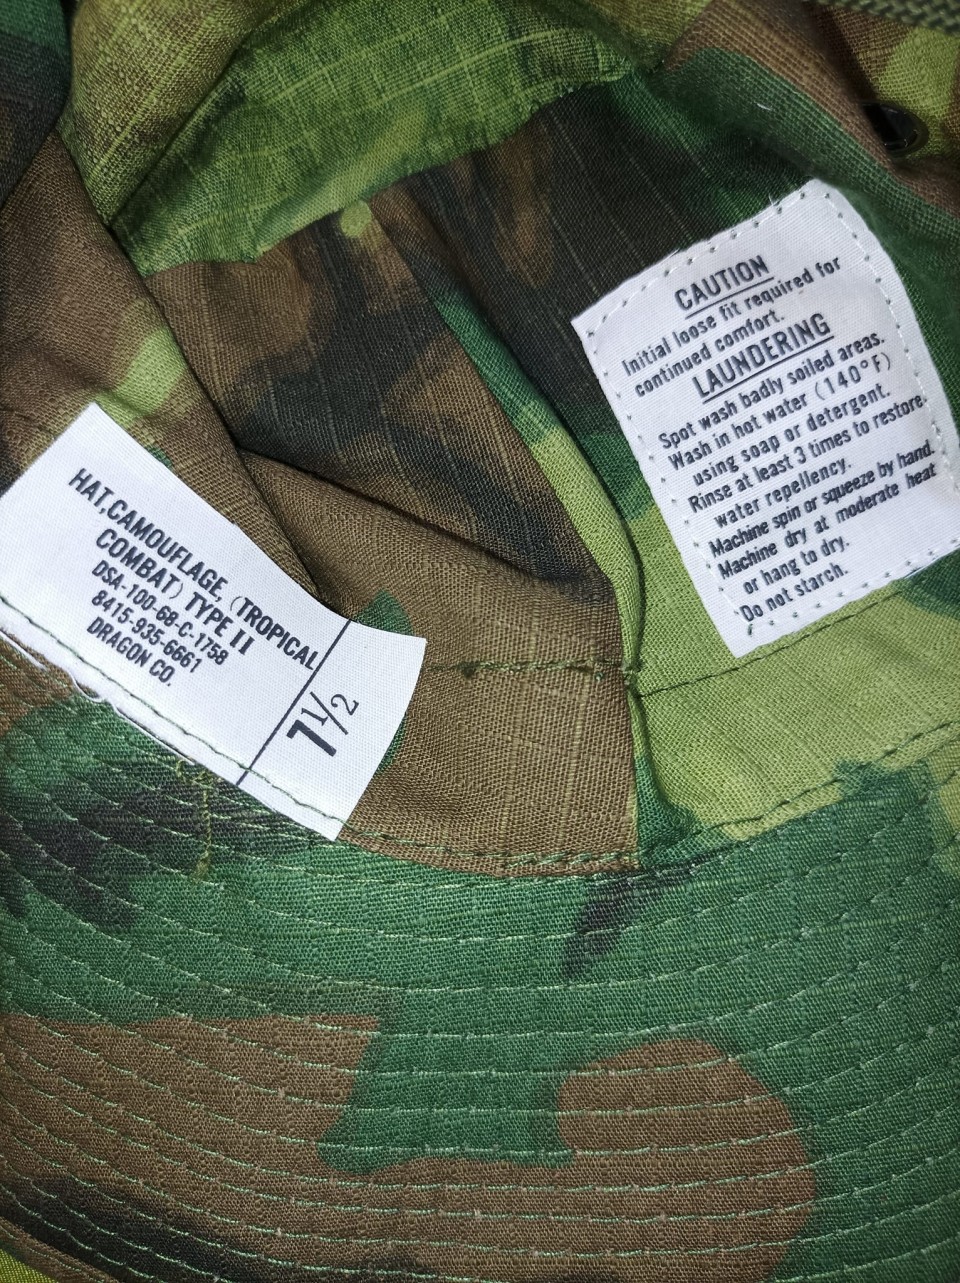 HAT,CAMOUFLAGE (TROPICAL
COMBAT) TYPE II
DSA-100-68-C-1758
8415-935-6661
DRAGON CO.
7 1/2
CAUTION
Initial loose fit required for
continued comfort.
LAUNDERING
Spot wash badly soiled areas.
Wash in hot water (140°F)
using soap or detergent.
Rinse at least 3 times to restore
water repellency.
Machine spin or squeeze by hand.
Machine dry at moderate heat
or hang to dry.
Do not starch.